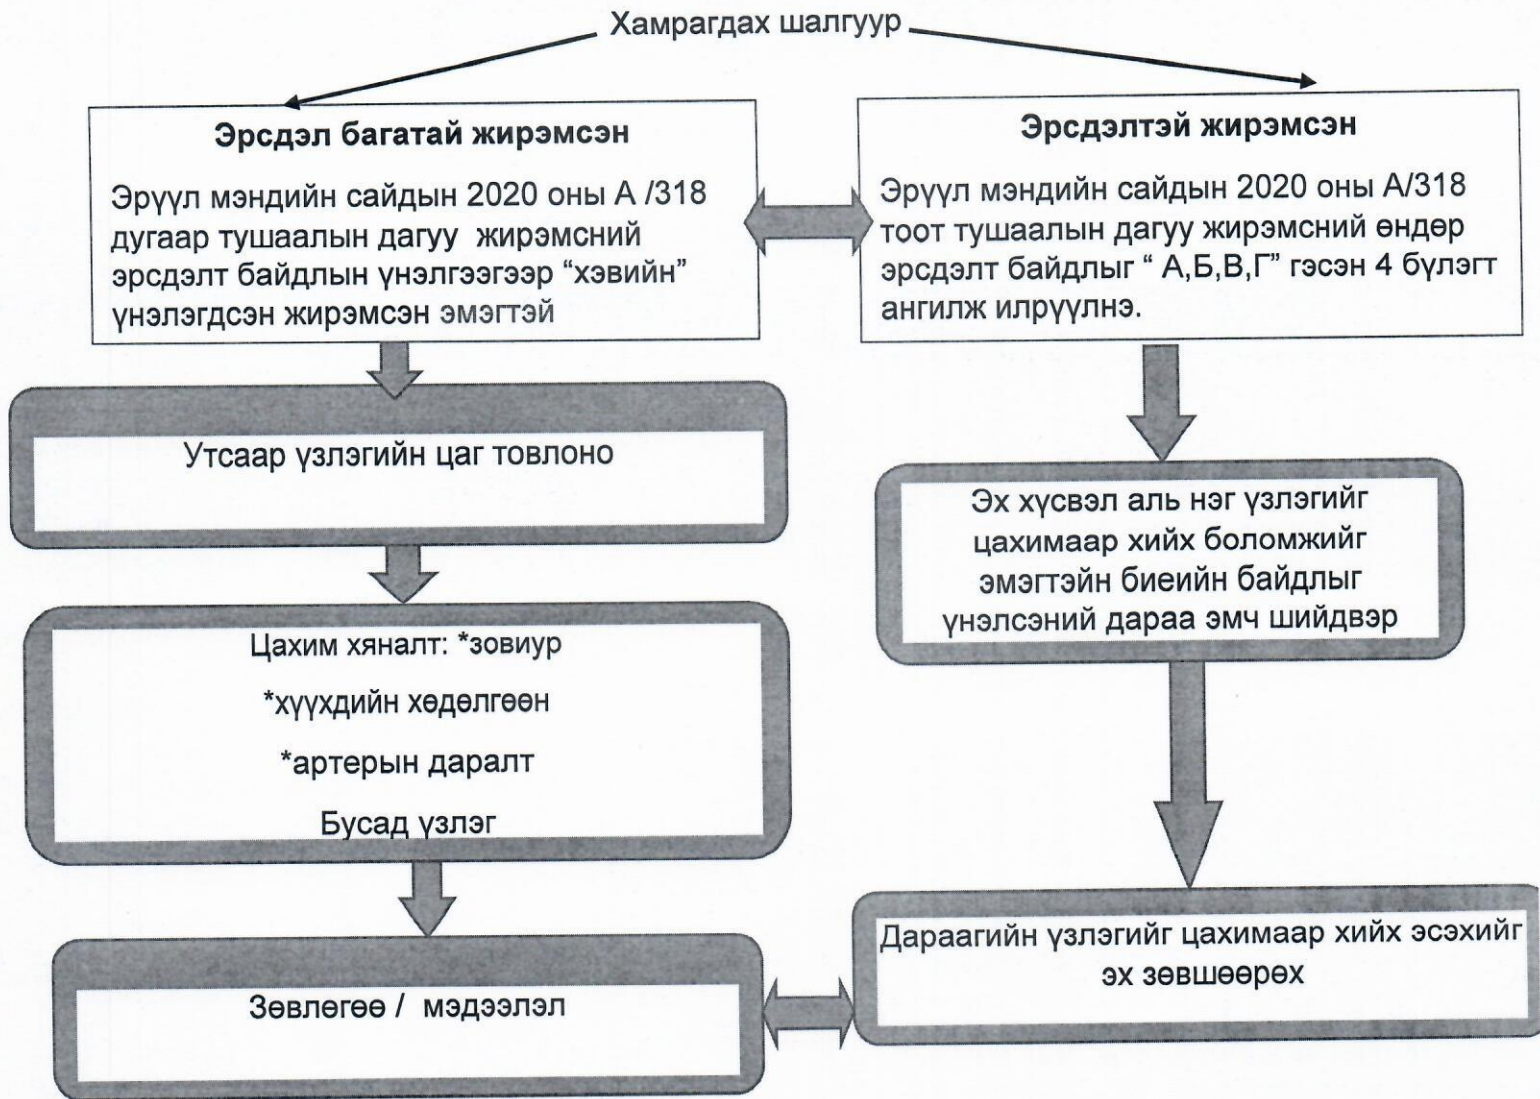 Хамрагдах шалгуур
Эрсдэл багатай жирэмсэн
Эрүүл мэндийн сайдын 2020 оны А /318
дугаар тушаалын дагуу жирэмсний
эрсдэлт байдлын үнэлгээгээр “хэвийн”
үнэлэгдсэн жирэмсэн эмэгтэй
Эрсдэлтэй жирэмсэн
Эрүүл мэндийн сайдын 2020 оны А/318
тоот тушаалын дагуу жирэмсний өндөр
эрсдэлт байдлыг “ А,Б,В,Г” гэсэн 4 бүлэгт
ангилж илрүүлнэ.
Утсаар үзлэгийн цаг товлоно
Эх хүсвэл аль нэг үзлэгийг
цахимаар хийх боломжийг
эмэгтэйн биеийн байдлыг
үнэлсэний дараа эмч шийдвэр
Цахим хяналт: *зовиур
*хүүхдийн хөдөлгөөн
*артерын даралт
Бусад үзлэг
Зөвлөгөө / мэдээлэл
Дараагийн үзлэгийг цахимаар хийх эсэхийг
эх зөвшөөрөх